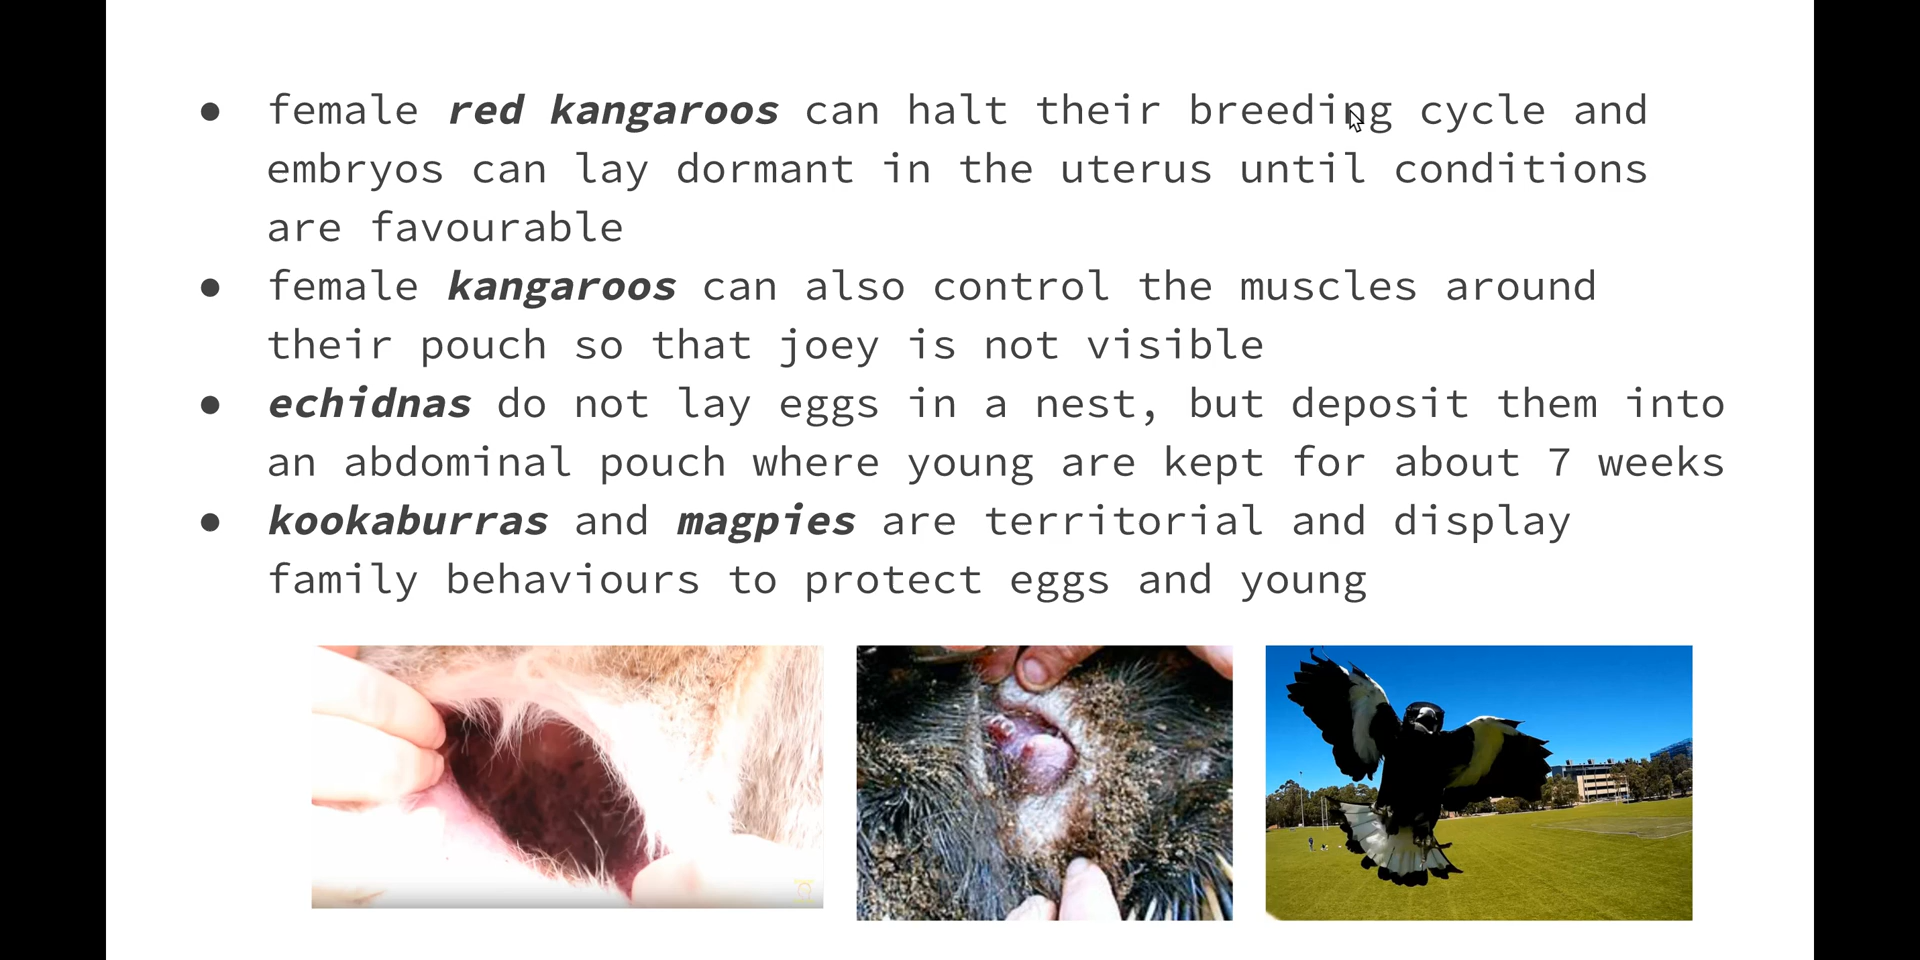 ● female red kangaroos can halt their breeding cycle and
embryos can lay dormant in the uterus until conditions
are favourable
● female kangaroos can also control the muscles around
their pouch so that joey is not visible
● echidnas do not lay eggs in a nest, but deposit them into
an abdominal pouch where young are kept for about 7 weeks
● kookaburras and magpies are territorial and display
family behaviours to protect eggs and young